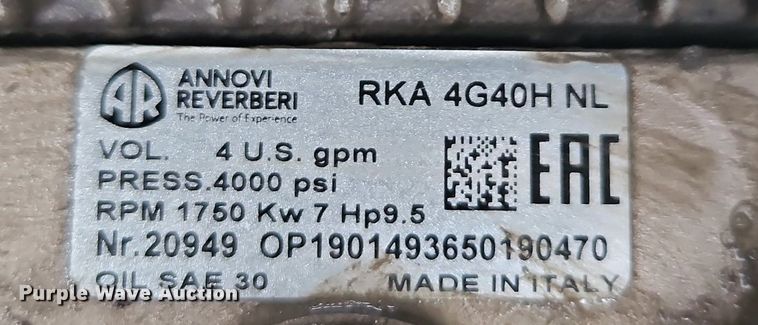 AR
ANNOVI
REVERBERI
The Power of Experience
RKA 4G40H NL
VOL. 4 U.S. gpm
PRESS.4000 psi
RPM 1750 Kw 7 Hp9.5
EAC
Nr.20949 OP1901493650190470
OIL SAE 30 MADE IN ITALY
Purple Wave Auction